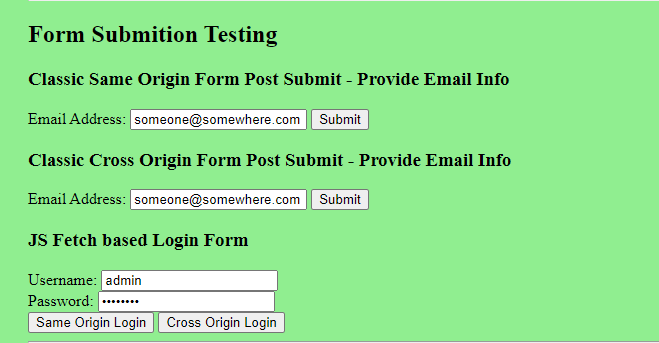 Form Submition Testing
Classic Same Origin Form Post Submit - Provide Email Info
Email Address: someone@somewhere.com Submit
Classic Cross Origin Form Post Submit - Provide Email Info
Email Address: someone@somewhere.com Submit
JS Fetch based Login Form
Username: admin
Password: ••••••••
Same Origin Login Cross Origin Login